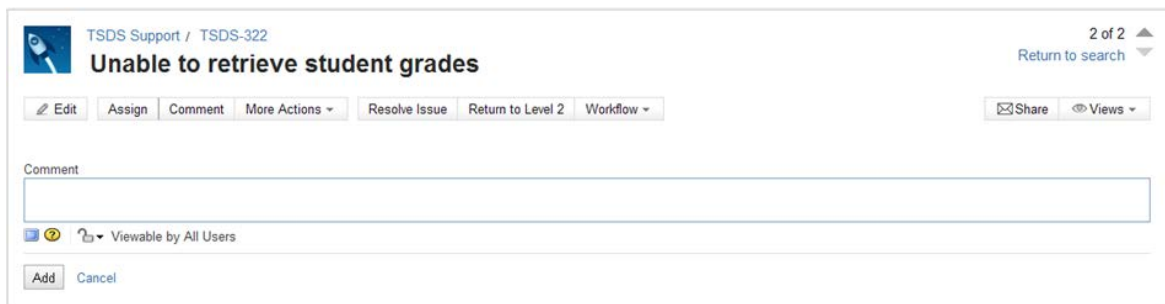 TSDS Support / TSDS-322
2 of 2
Unable to retrieve student grades
Return to search
Edit Assign Comment More Actions Resolve Issue Return to Level 2 Workflow Share Views
Comment
Viewable by All Users
Add Cancel